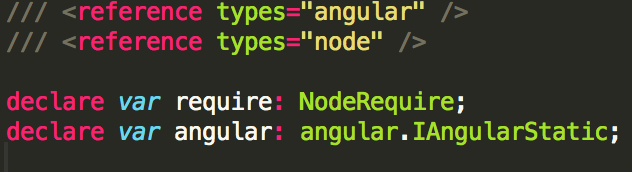 /// <reference types="angular" />
/// <reference types="node" />
declare var require: NodeRequire;
declare var angular: angular.IAngularStatic;